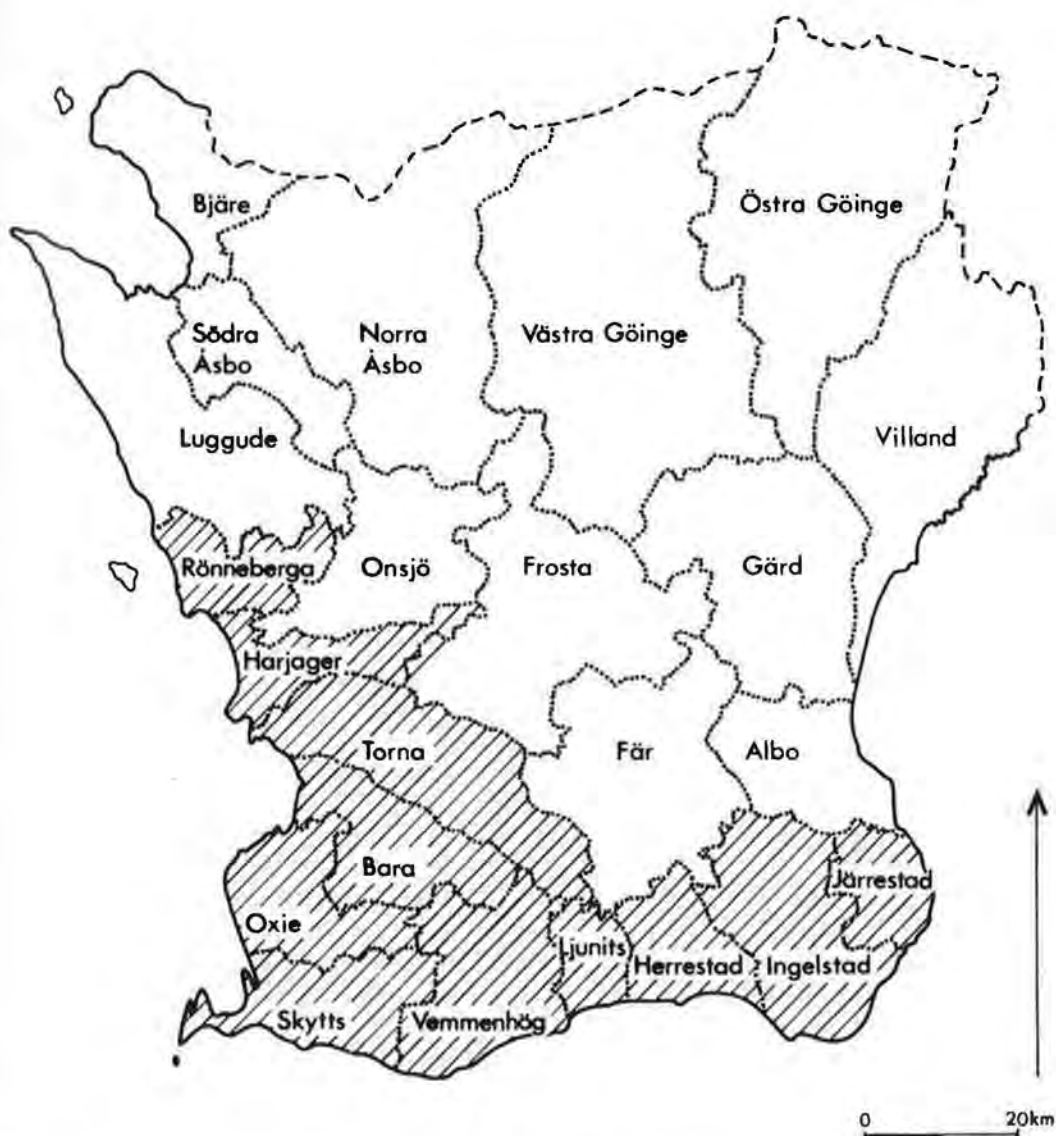 Bjäre
Östra Göinge
Södra
Åsbo
Norra
Åsbo
Västra Göinge
Luggude
Villand
Rönneberga
Onsjö
Frosta
Gärd
Harjager
Torna
Fär
Albo
Bara
Järrestad
Oxie
Ljunits
Herrestad
Ingelstad
Skytts
Vemmenhög
0
20km